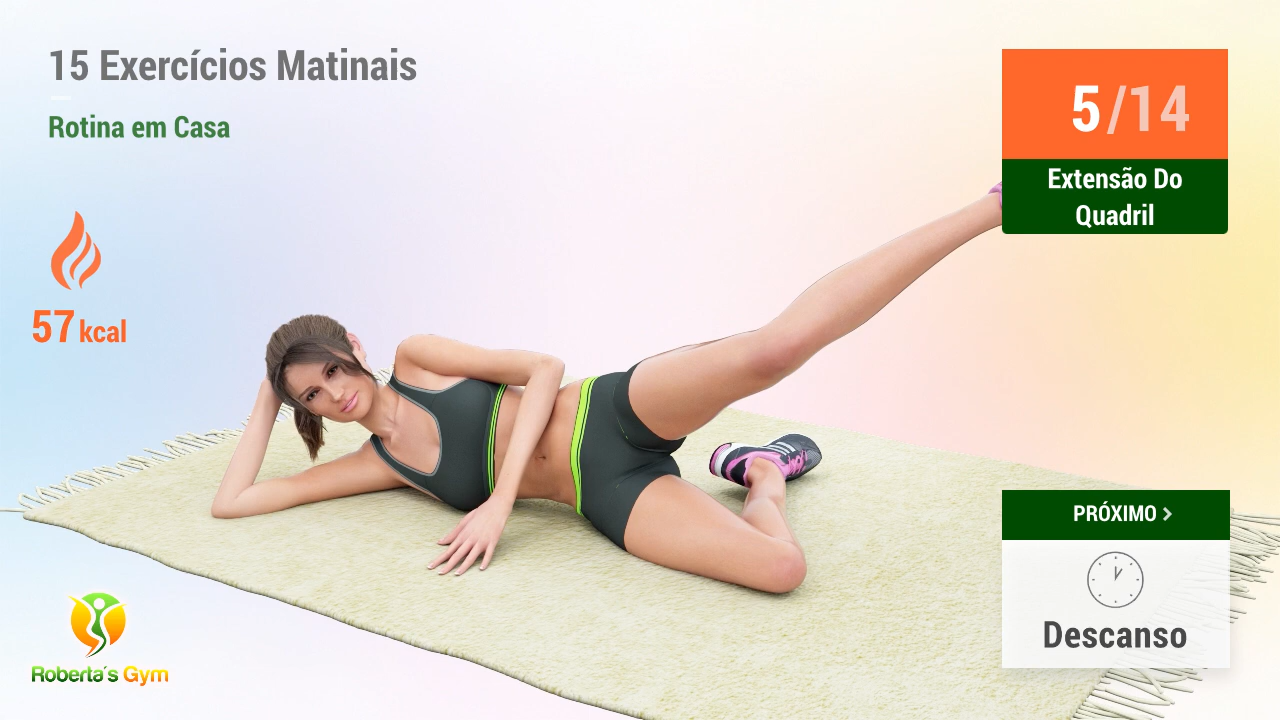 15 Exercícios Matinais
Rotina em Casa
5/14
Extensão Do
Quadril
57 kcal
PRÓXIMO >
Descanso
Roberta´s Gym